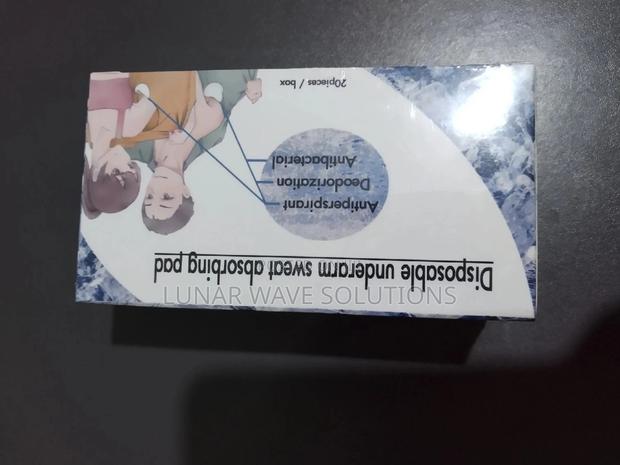 Disposable underarm sweat absorbing pad
Antiperspirant
Deodorization
Antibacterial
20pieces / box
LUNAR WAVE SOLUTIONS